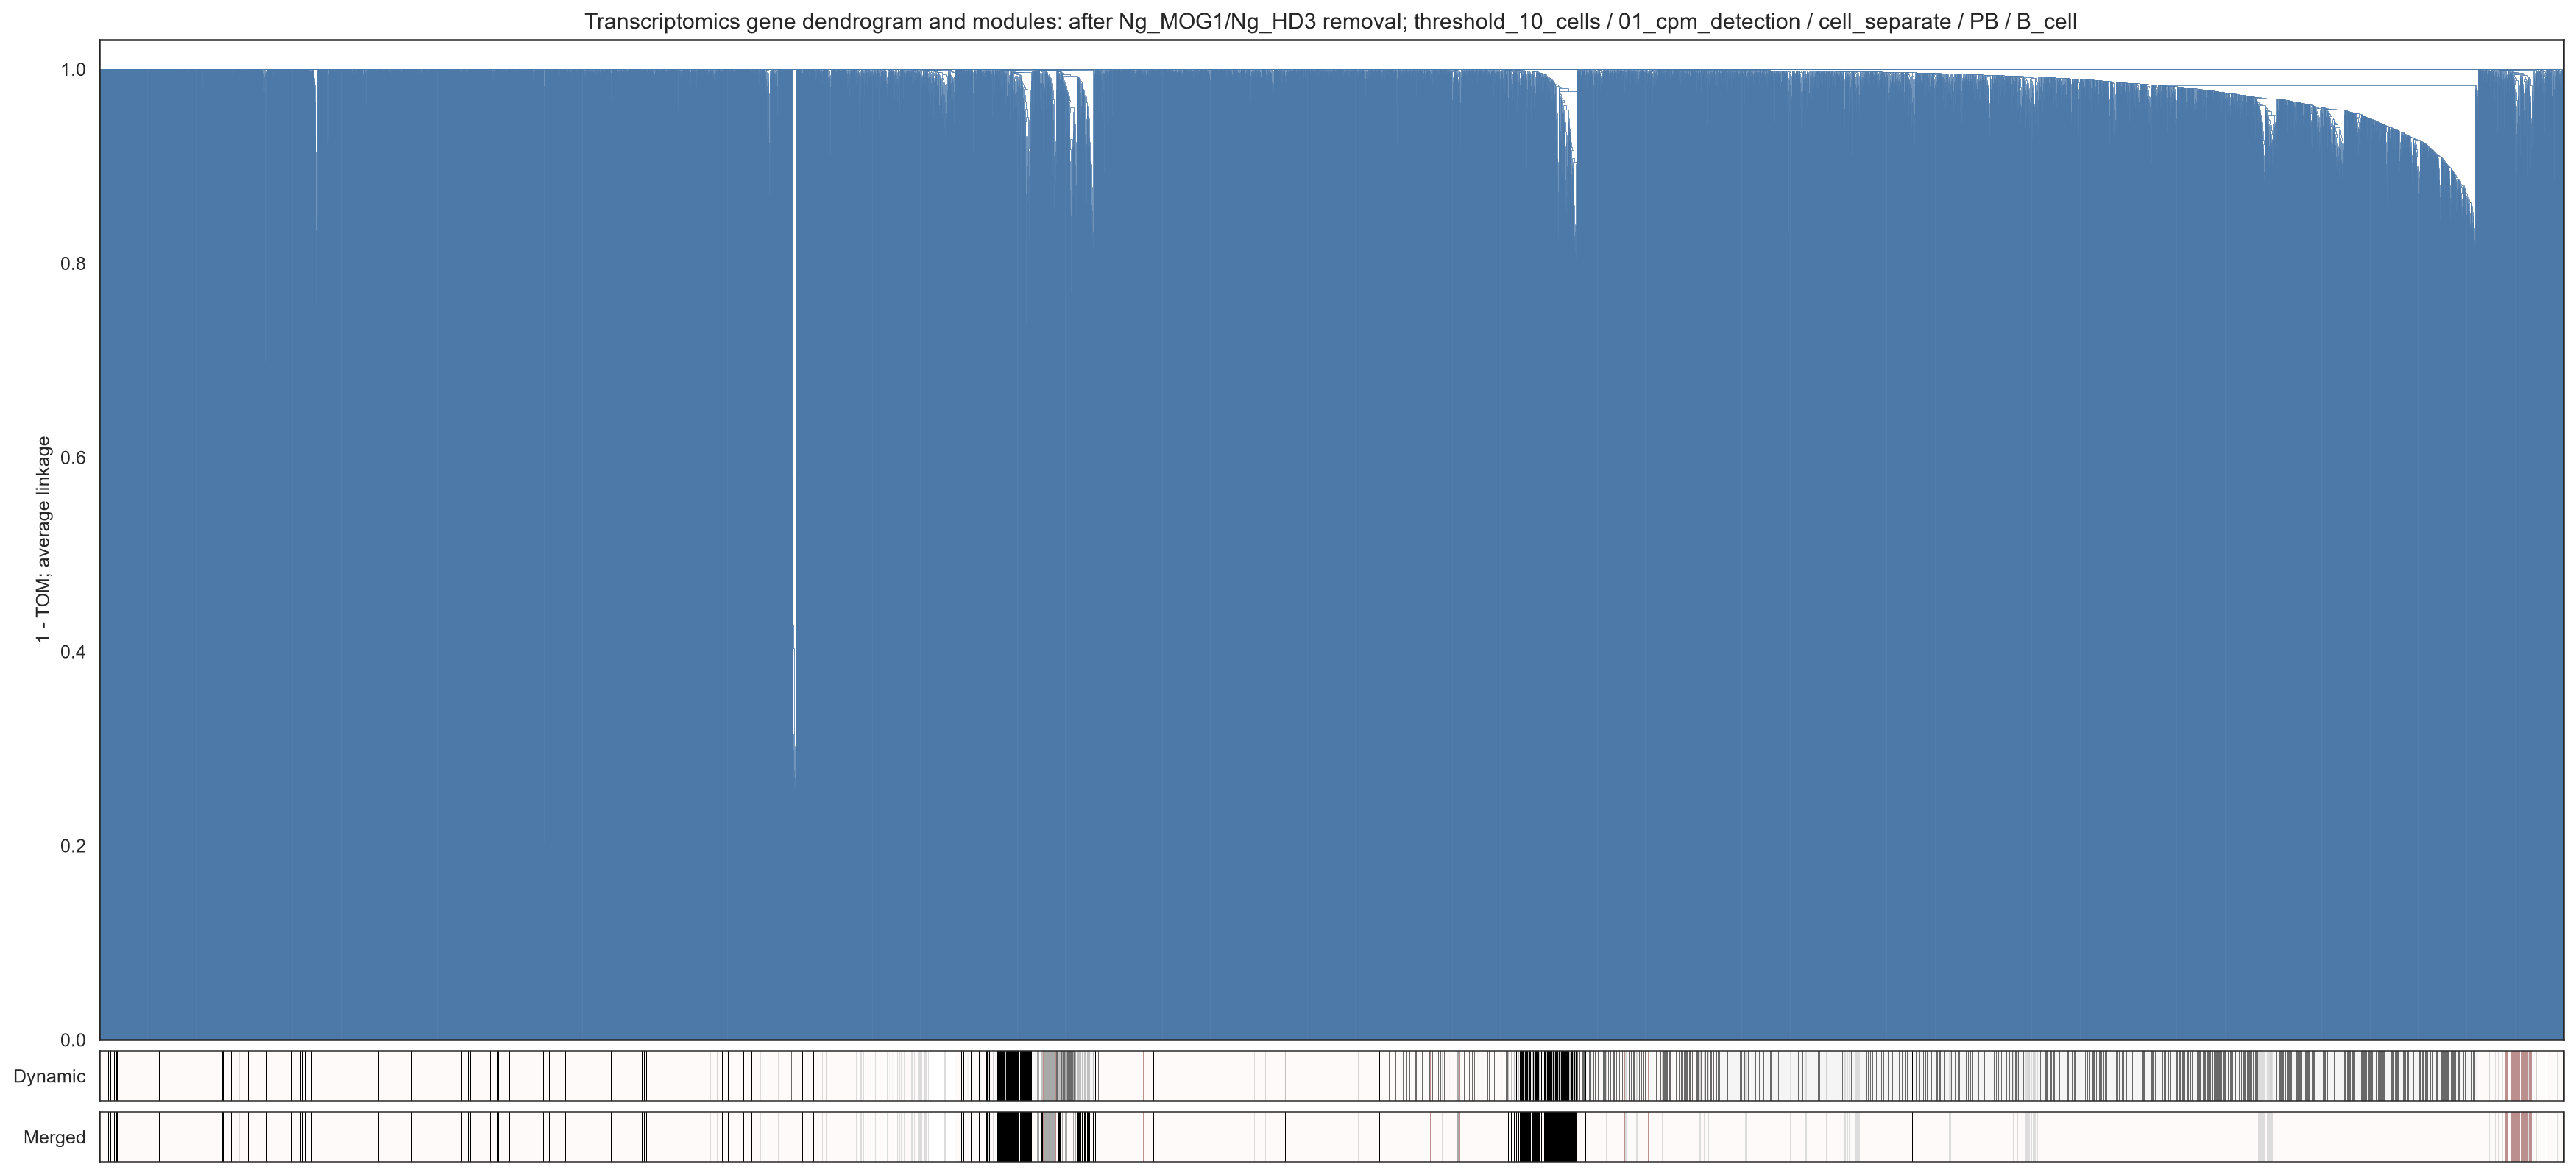 Transcriptomics gene dendrogram and modules: after Ng_MOG1/Ng_HD3 removal; threshold_10_cells / 01_cpm_detection / cell_separate / PB / B_cell
1.0
0.8
0.6
0.4
0.2
0.0
1 - TOM; average linkage
Dynamic
Merged